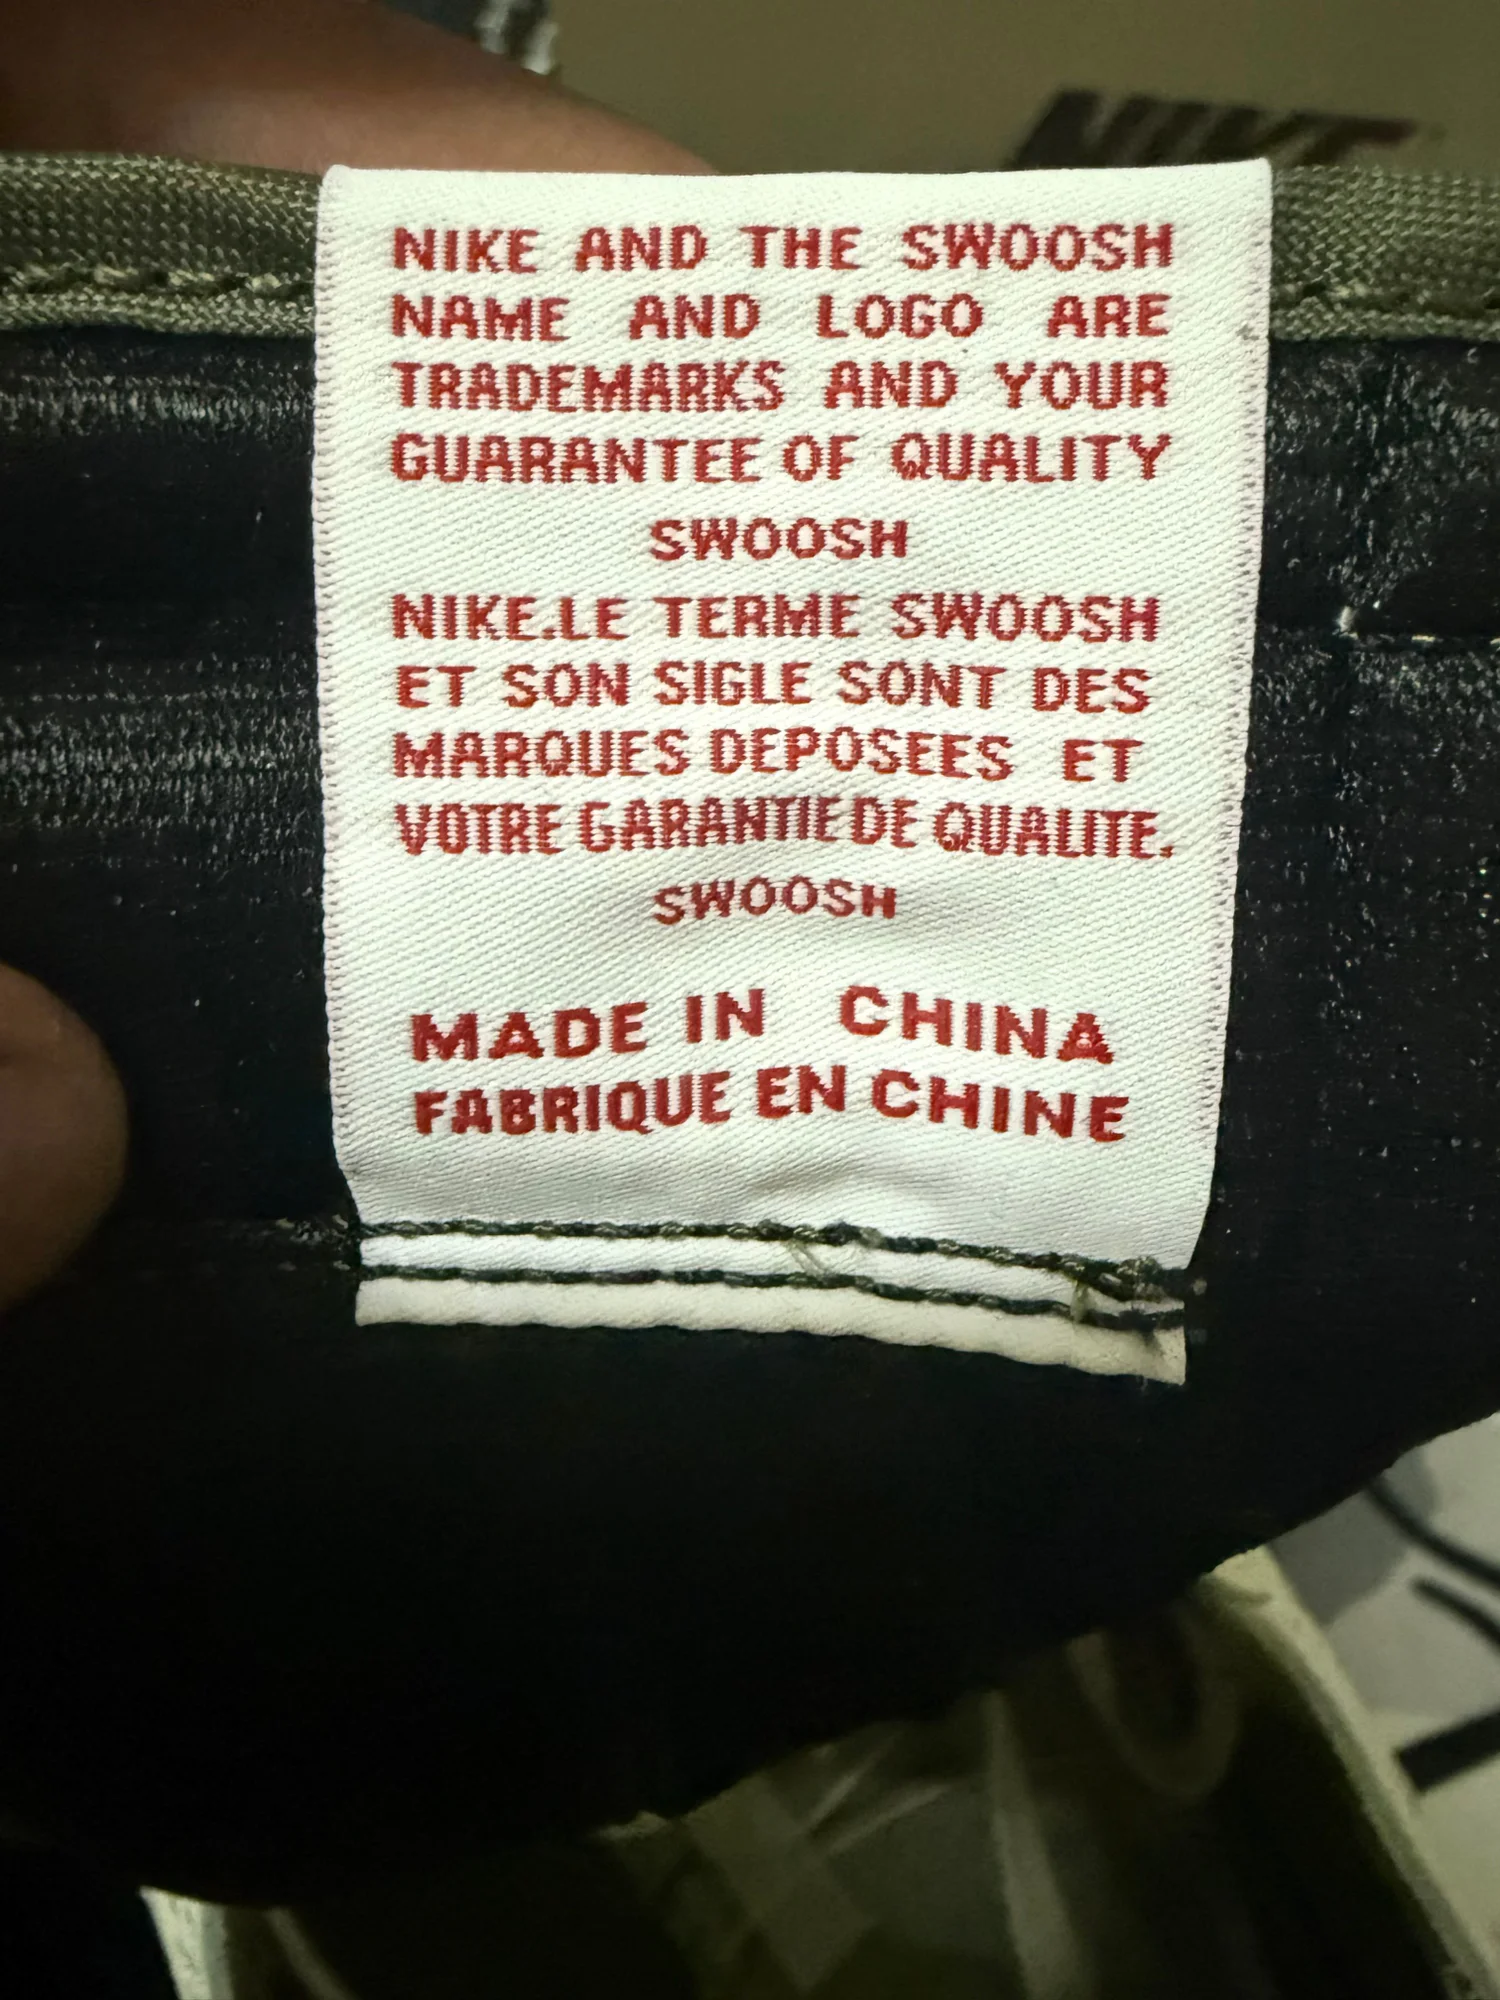 NIKE AND THE SWOOSH
NAME AND LOGO ARE
TRADEMARKS AND YOUR
GUARANTEE OF QUALITY
SWOOSH
NIKE.LE TERME SWOOSH
ET SON SIGLE SONT DES
MARQUES DEPOSEES ET
VOTRE GARANTIE DE QUALITE.
SWOOSH
MADE IN CHINA
FABRIQUE EN CHINE